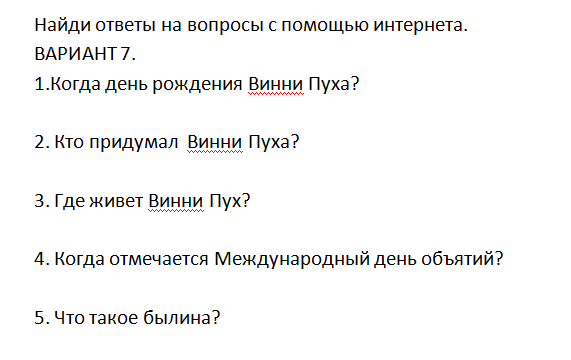 Найди ответы на вопросы с помощью интернета.
ВАРИАНТ 7.
1.Когда день рождения Винни Пуха?
2. Кто придумал  Винни Пуха?
3. Где живет Винни Пух?
4. Когда отмечается Международный день объятий?
5. Что такое былина?